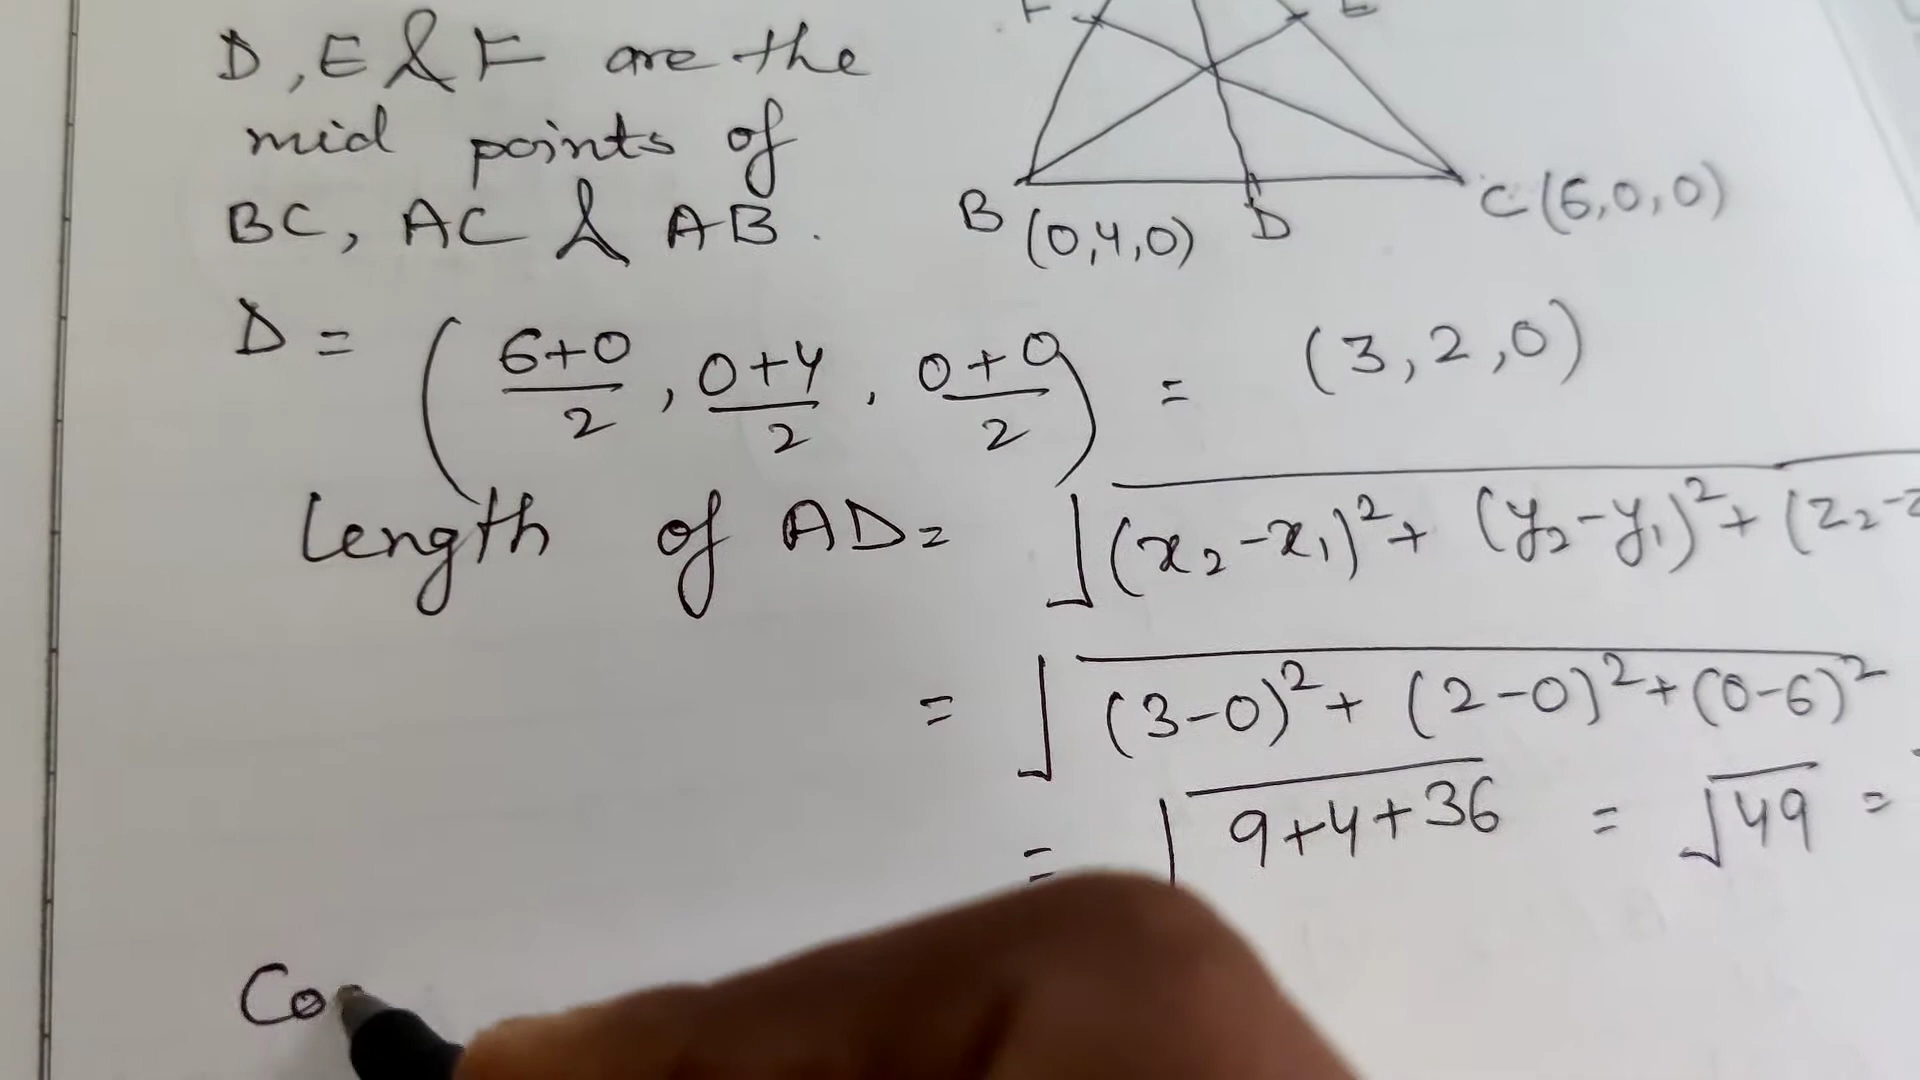 F E
D, E & F are the
mid points of
BC, AC & AB.
B (0,4,0) D C(6,0,0)
D = (6+0/2, 0+4/2, 0+0/2) = (3,2,0)
length of AD = √(x₂-x₁)²+ (y₂-y₁)²+ (z₂-z
= √(3-0)²+ (2-0)²+(0-6)²
= √9+4+36 = √49 =
Co